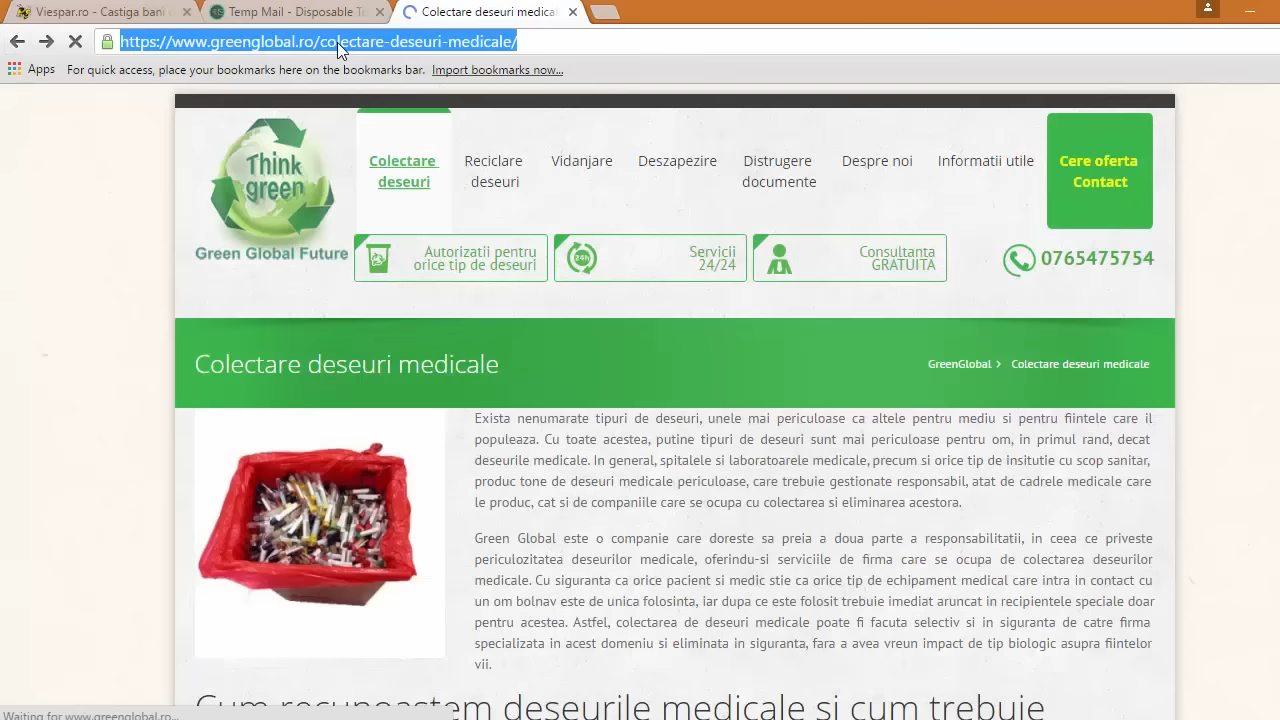 Viespar.ro - Castiga bani
Temp Mail - Disposable Te
Colectare deseuri medica
https://www.greenglobal.ro/colectare-deseuri-medicale/
Apps
For quick access, place your bookmarks here on the bookmarks bar. Import bookmarks now...
Think
green
Green Global Future
Colectare
deseuri
Reciclare
deseuri
Vidanjare
Deszapezire
Distrugere
documente
Despre noi
Informatii utile
Cere oferta
Contact
Autorizatii pentru
orice tip de deseuri
24h
Servicii
24/24
Consultanta
GRATUITA
0765475754
Colectare deseuri medicale
GreenGlobal > Colectare deseuri medicale
Exista nenumarate tipuri de deseuri, unele mai periculoase ca altele pentru mediu si pentru fiintele care il
populeaza. Cu toate acestea, putine tipuri de deseuri sunt mai periculoase pentru om, in primul rand, decat
deseurile medicale. In general, spitalele si laboratoarele medicale, precum si orice tip de insitutie cu scop sanitar,
produc tone de deseuri medicale periculoase, care trebuie gestionate responsabil, atat de cadrele medicale care
le produc, cat si de companiile care se ocupa cu colectarea si eliminarea acestora.
Green Global este o companie care doreste sa preia a doua parte a responsabilitatii, in ceea ce priveste
periculozitatea deseurilor medicale, oferindu-si serviciile de firma care se ocupa de colectarea deseurilor
medicale. Cu siguranta ca orice pacient si medic stie ca orice tip de echipament medical care intra in contact cu
un om bolnav este de unica folosinta, iar dupa ce este folosit trebuie imediat aruncat in recipientele speciale doar
pentru acestea. Astfel, colectarea de deseuri medicale poate fi facuta selectiv si in siguranta de catre firma
specializata in acest domeniu si eliminata in siguranta, fara a avea vreun impact de tip biologic asupra fiintelor
vii.
Cum recunoastem deseurile medicale si cum trebuie
Waiting for www.greenglobal.ro...